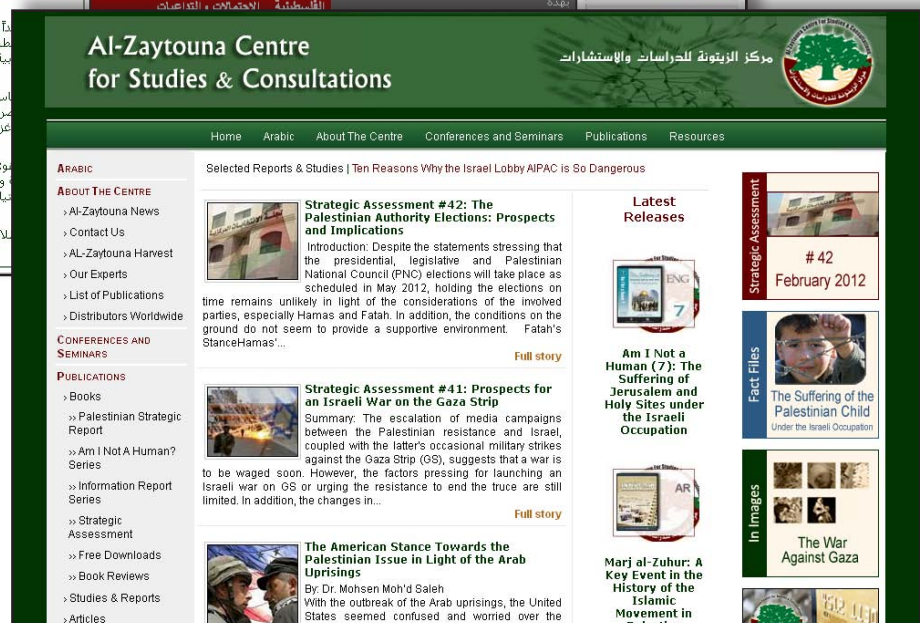 الفلسطينية الاحتمالات و التداعيات
Al-Zaytouna Centre
for Studies & Consultations
مركز الزيتونة للدراسات والاستشارات
Home Arabic About The Centre Conferences and Seminars Publications Resources
ARABIC
ABOUT THE CENTRE
› Al-Zaytouna News
› Contact Us
› AL-Zaytouna Harvest
› Our Experts
› List of Publications
› Distributors Worldwide
CONFERENCES AND
SEMINARS
PUBLICATIONS
› Books
›› Palestinian Strategic
Report
›› Am I Not A Human?
Series
›› Information Report
Series
›› Strategic
Assessment
›› Free Downloads
›› Book Reviews
› Studies & Reports
› Articles
Selected Reports & Studies | Ten Reasons Why the Israel Lobby AIPAC is So Dangerous
Strategic Assessment #42: The
Palestinian Authority Elections: Prospects
and Implications
Introduction: Despite the statements stressing that
the presidential, legislative and Palestinian
National Council (PNC) elections will take place as
scheduled in May 2012, holding the elections on
time remains unlikely in light of the considerations of the involved
parties, especially Hamas and Fatah. In addition, the conditions on the
ground do not seem to provide a supportive environment. Fatah's
StanceHamas'...
Full story
Strategic Assessment #41: Prospects for
an Israeli War on the Gaza Strip
Summary: The escalation of media campaigns
between the Palestinian resistance and Israel,
coupled with the latter's occasional military strikes
against the Gaza Strip (GS), suggests that a war is
to be waged soon. However, the factors pressing for launching an
Israeli war on GS or urging the resistance to end the truce are still
limited. In addition, the changes in...
Full story
The American Stance Towards the
Palestinian Issue in Light of the Arab
Uprisings
By: Dr. Mohsen Moh'd Saleh
With the outbreak of the Arab uprisings, the United
States seemed confused and worried over the
Latest
Releases
ENG
7
Am I Not a
Human (7): The
Suffering of
Jerusalem and
Holy Sites under
the Israeli
Occupation
AR
Marj al-Zuhur: A
Key Event in the
History of the
Islamic
Movement in
Strategic Assessment
# 42
February 2012
Fact Files
The Suffering of the
Palestinian Child
Under the Israeli Occupation
In Images
The War
Against Gaza